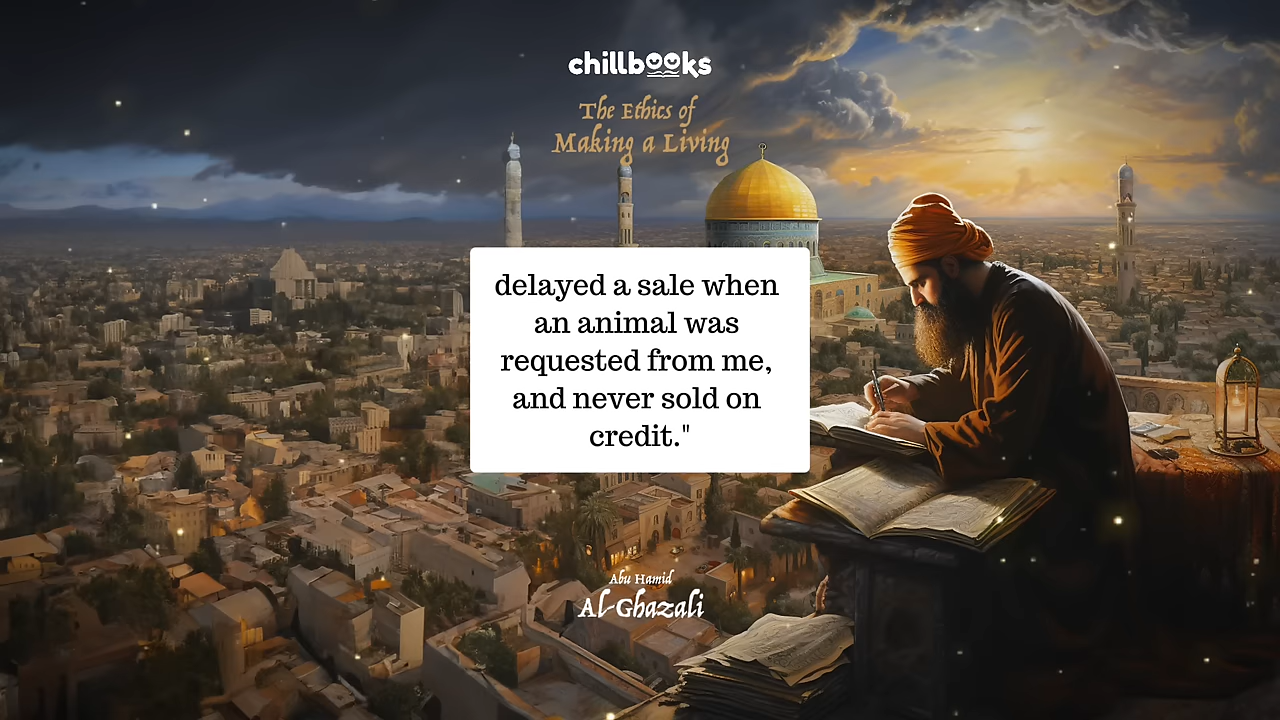 chillbooks
The Ethics of
Making a Living
delayed a sale when
an animal was
requested from me,
and never sold on
credit."
Abu Hamid
Al-Ghazali